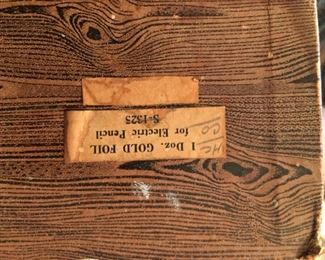 1 Doz. GOLD FOIL
for Electric Pencil
S-1325